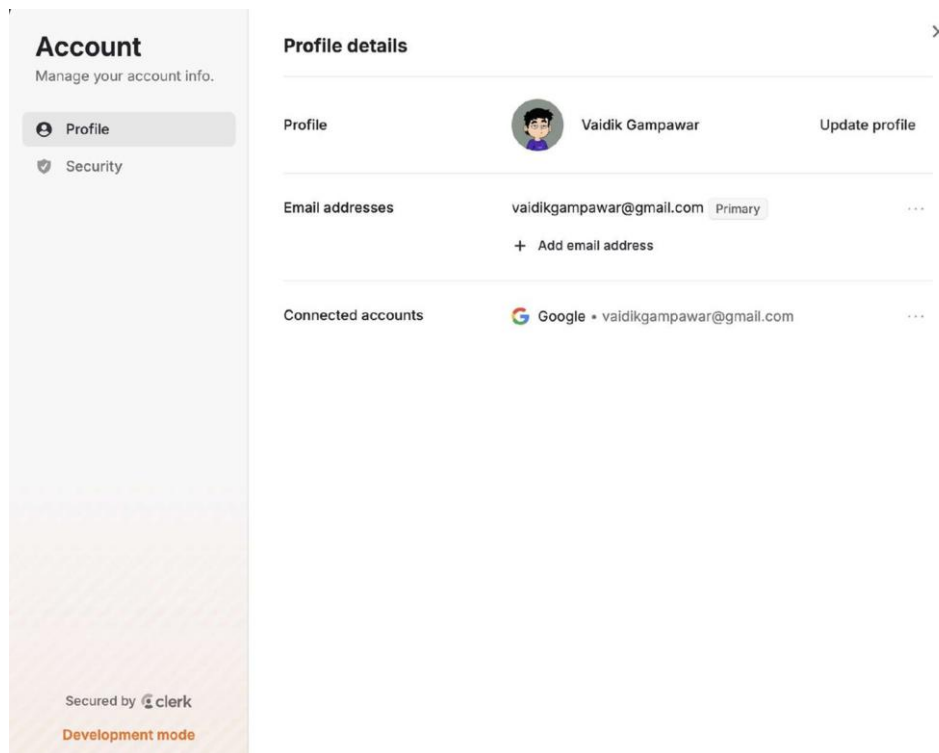 Account
Manage your account info.
Profile
Security
Secured by clerk
Development mode
Profile details
Profile
Vaidik Gampawar
Update profile
Email addresses
vaidikgampawar@gmail.com Primary
+ Add email address
Connected accounts
Google • vaidikgampawar@gmail.com